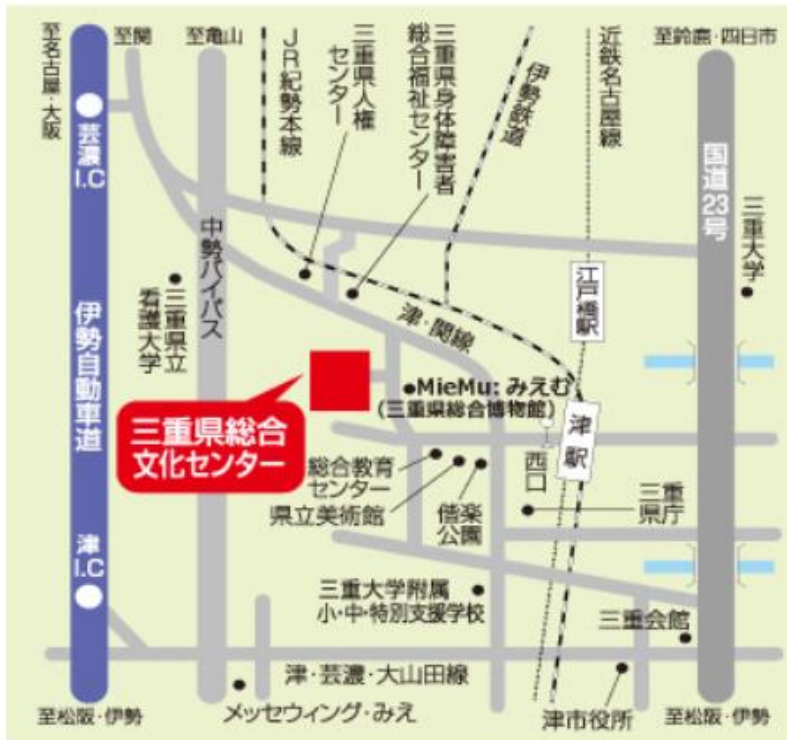 至名古屋・大阪
至関
至亀山
JR紀勢本線
三重県人権
センター
三重県身体障害者
総合福祉センター
伊勢鉄道
近鉄名古屋線
至鈴鹿・四日市
芸濃
I.C
中勢バイパス
国道23号
三重大学
江戸橋駅
三重県立
看護大学
津・関線
伊勢自動車道
MieMu: みえむ
(三重県総合博物館)
三重県総合
文化センター
津駅
西口
総合教育
センター
県立美術館
偕楽
公園
三重
県庁
津
I.C
三重大学附属
小・中・特別支援学校
三重会館
津・芸濃・大山田線
至松阪・伊勢
メッセウィング・みえ
津市役所
至松阪・伊勢